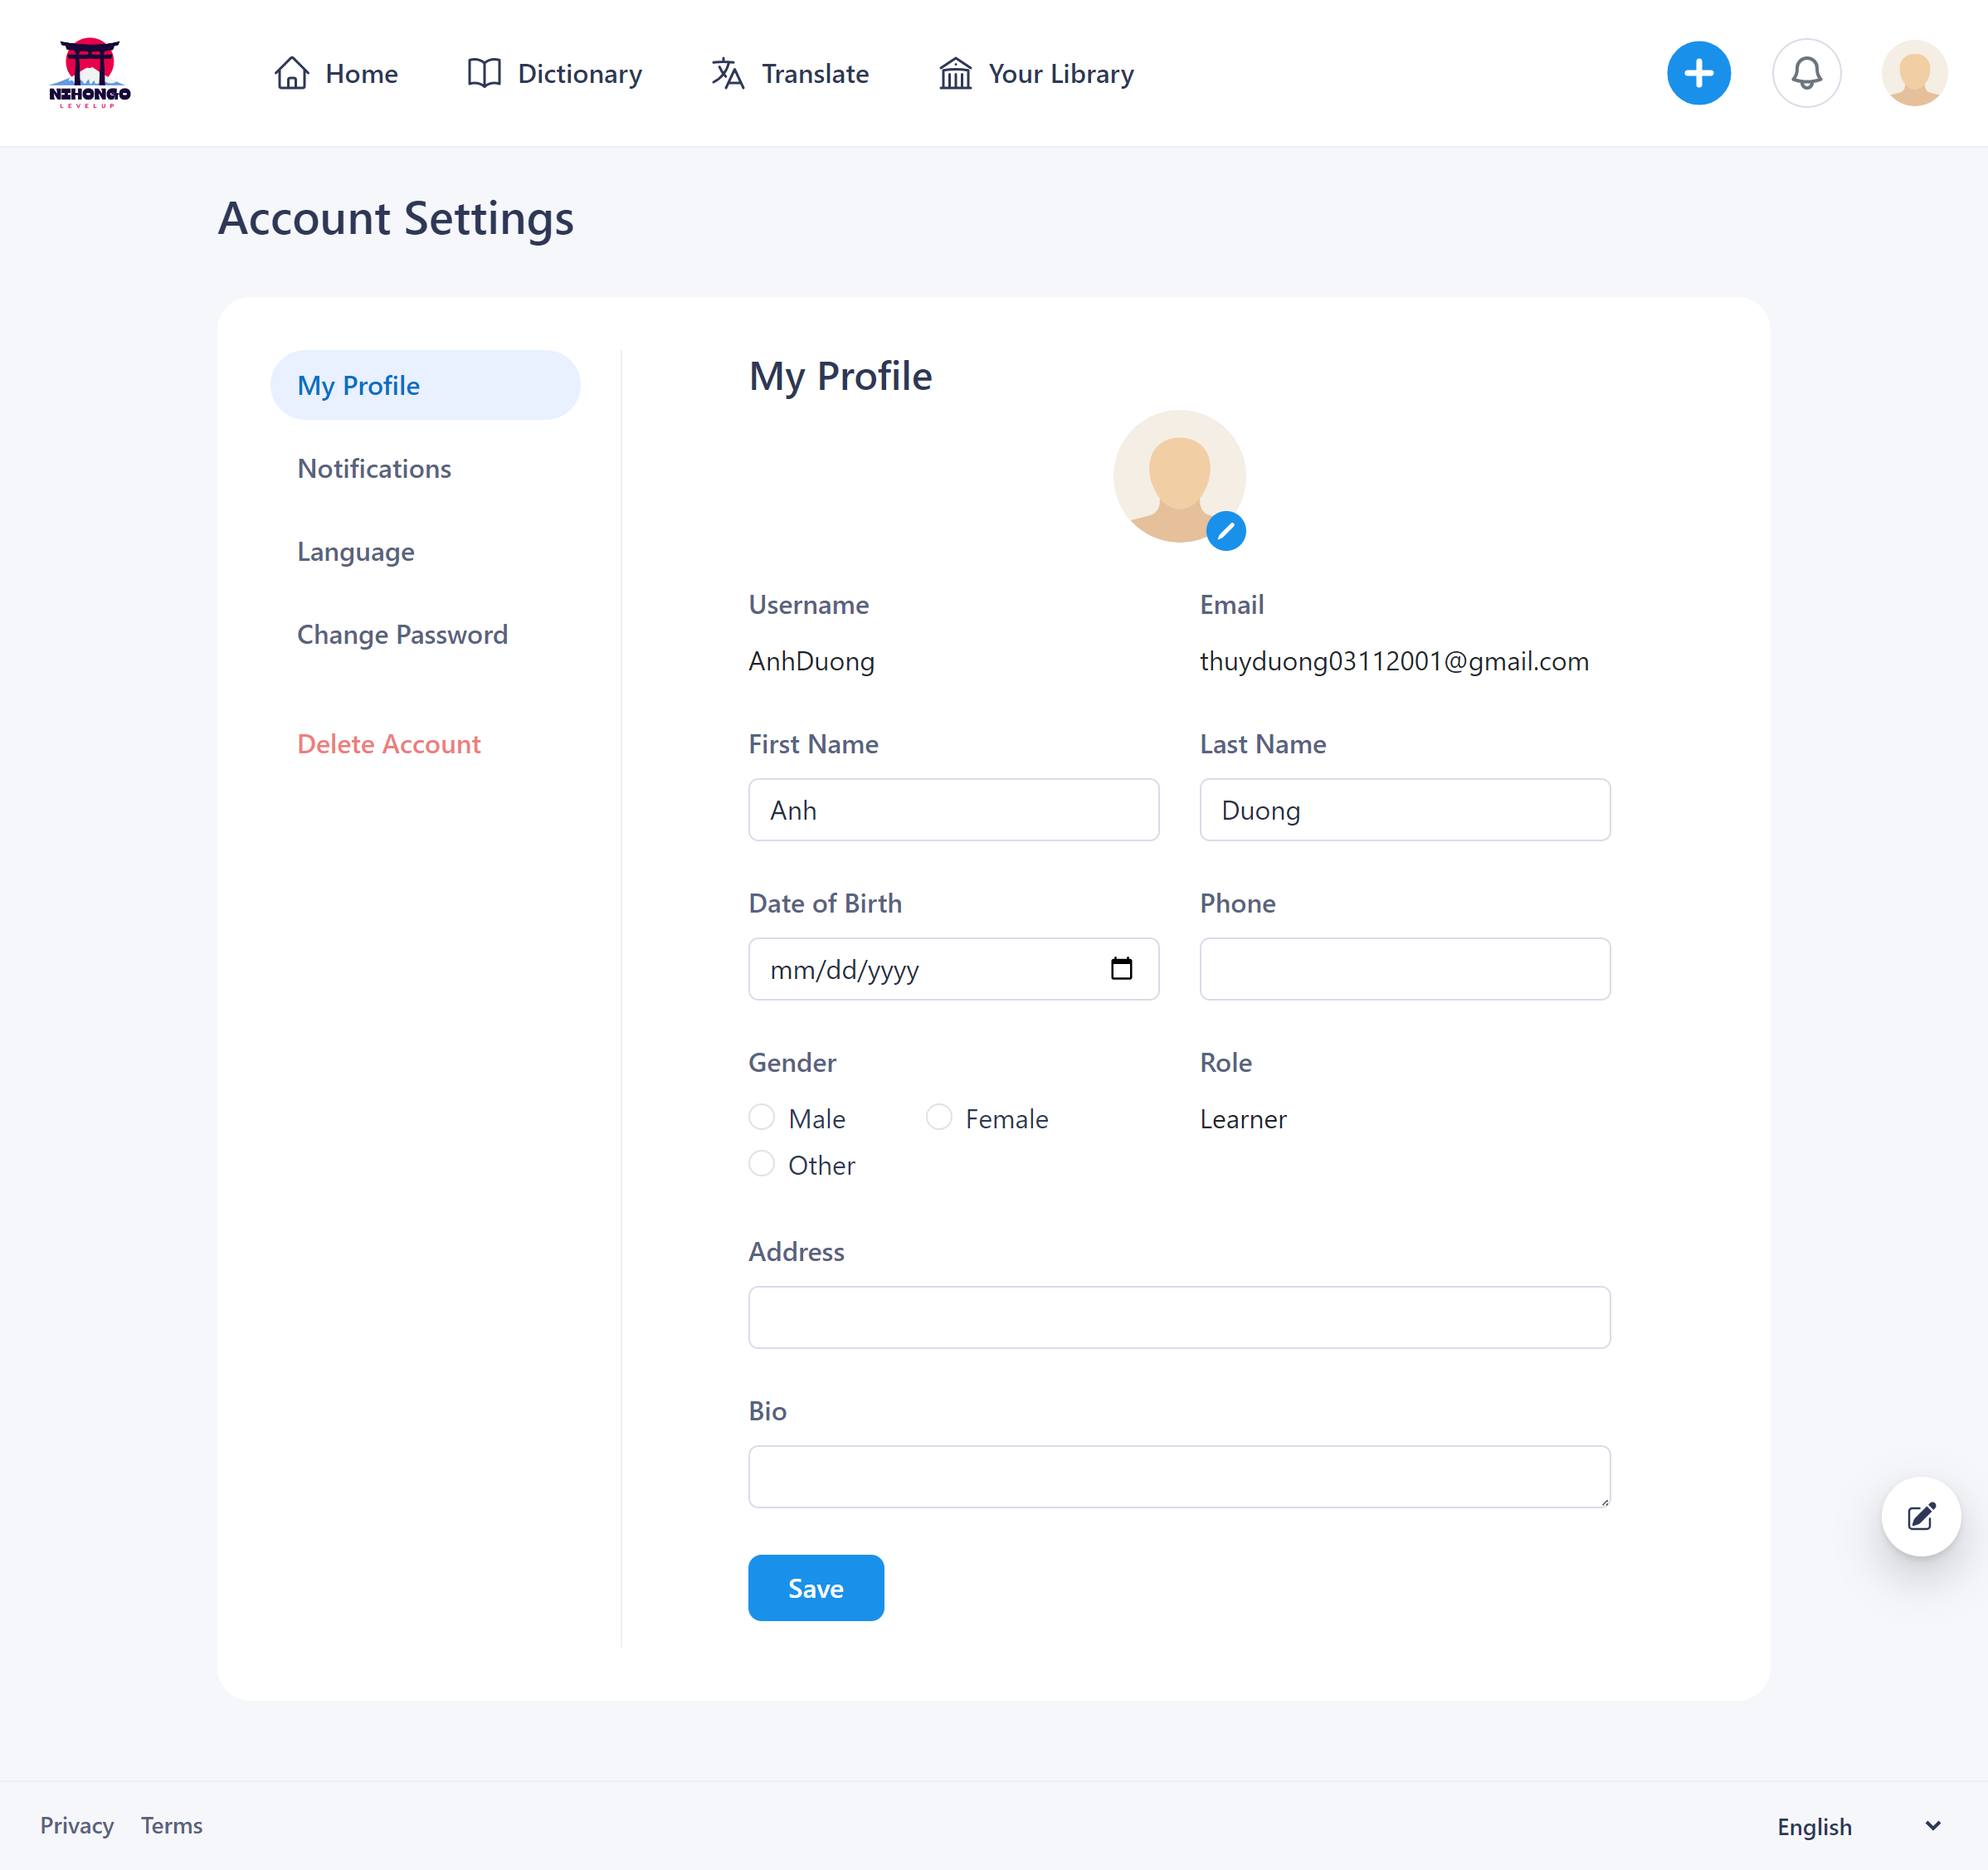 NIHONGO
LEVELUP
Home
Dictionary
Translate
Your Library
Account Settings
My Profile
Notifications
Language
Change Password
Delete Account
My Profile
Username
Email
AnhDuong
thuyduong03112001@gmail.com
First Name
Last Name
Anh
Duong
Date of Birth
Phone
mm/dd/yyyy
Gender
Role
Male
Female
Learner
Other
Address
Bio
Save
Privacy
Terms
English